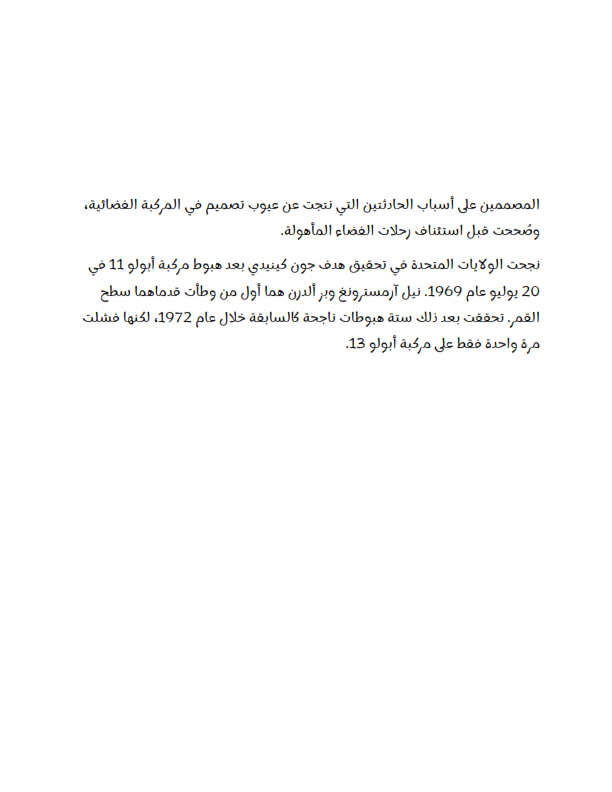 المصممين على أسباب الحادثتين التي نتجت عن عيوب تصميم في المركبة الفضائية،
وصُححت قبل استئناف رحلات الفضاء المأهولة.
نجحت الولايات المتحدة في تحقيق هدف جون كينيدي بعد هبوط مركبة أبولو 11 في
20 يوليو عام 1969. نيل آرمسترونغ وبز ألدرن هما أول من وطأت قدماهما سطح
القمر. تحققت بعد ذلك ستة هبوطات ناجحة كالسابقة خلال عام 1972، لكنها فشلت
مرة واحدة فقط على مركبة أبولو 13.